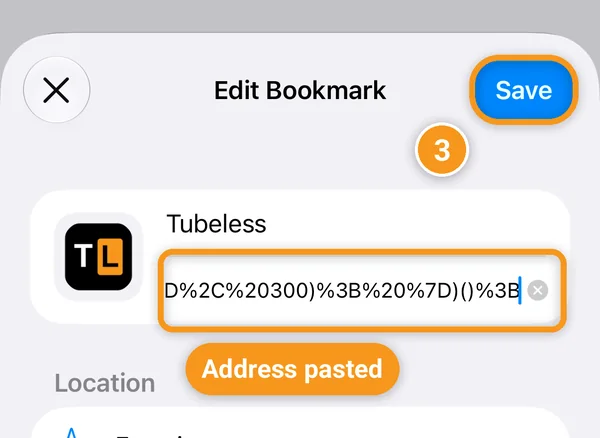 Edit Bookmark
Save
3
Tubeless
TL
D%2C%20300)%3B%20%7D)()%3B
Address pasted
Location